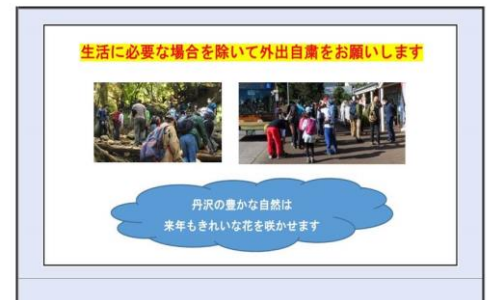 生活に必要な場合を除いて外出自粛をお願いします
丹沢の豊かな自然は
来年もきれいな花を咲かせます